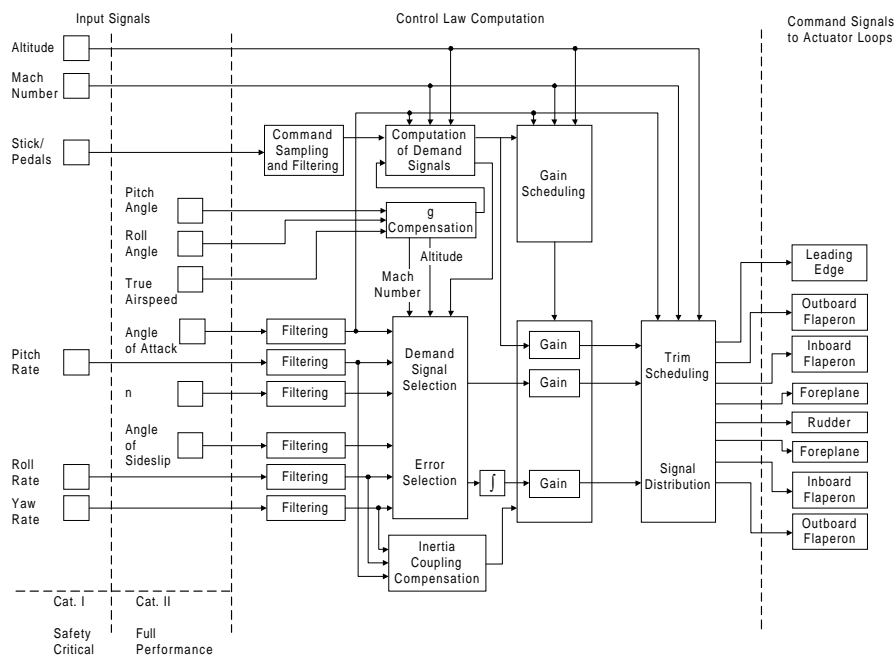 Input Signals
Control Law Computation
Command Signals
to Actuator Loops
Altitude
Mach
Number
Stick/
Pedals
Command
Sampling
and Filtering
Computation
of Demand
Signals
Gain
Scheduling
Pitch
Angle
Roll
Angle
True
Airspeed
g
Compensation
Altitude
Mach
Number
Angle
of Attack
Pitch
Rate
n
Angle
of
Sideslip
Roll
Rate
Yaw
Rate
Filtering
Filtering
Filtering
Filtering
Filtering
Filtering
Demand
Signal
Selection
Error
Selection
∫
Gain
Gain
Gain
Inertia
Coupling
Compensation
Trim
Scheduling
Signal
Distribution
Leading
Edge
Outboard
Flaperon
Inboard
Flaperon
Foreplane
Rudder
Foreplane
Inboard
Flaperon
Outboard
Flaperon
Cat. I
Cat. II
Safety
Critical
Full
Performance